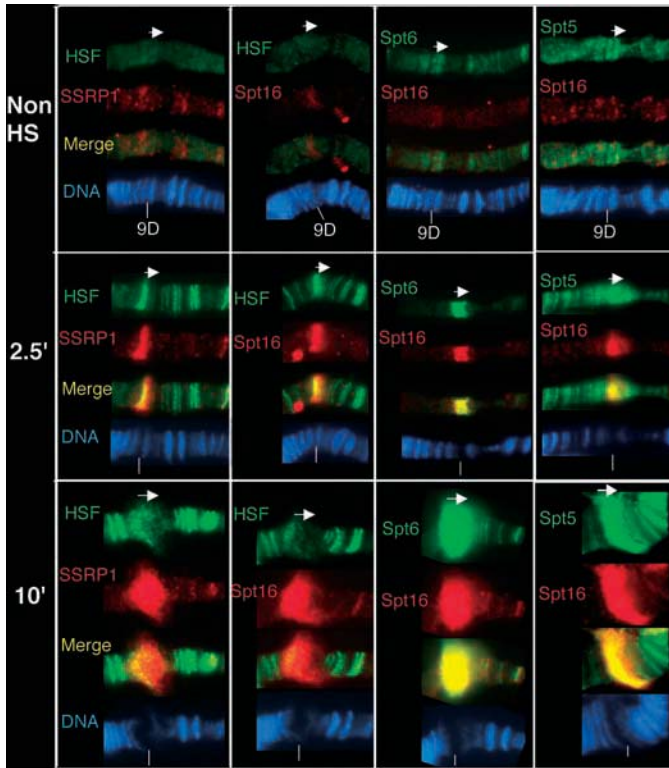 HSF HSF Spt6 Spt5
Non HS SSRP1 Spt16 Spt16 Spt16
Merge
DNA
9D 9D 9D 9D
HSF HSF Spt6 Spt5
2.5' SSRP1 Spt16 Spt16 Spt16
Merge
DNA
HSF HSF Spt6 Spt5
10' SSRP1 Spt16 Spt16 Spt16
Merge
DNA